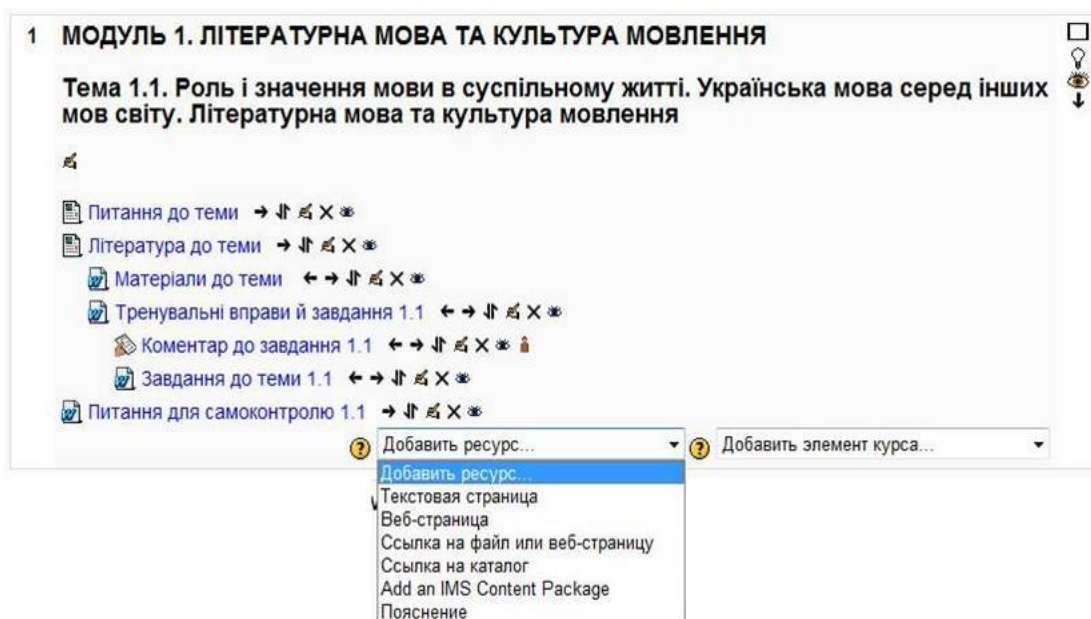 1 МОДУЛЬ 1. ЛІТЕРАТУРНА МОВА ТА КУЛЬТУРА МОВЛЕННЯ
Тема 1.1. Роль і значення мови в суспільному житті. Українська мова серед інших
мов світу. Літературна мова та культура мовлення
Питання до теми
Література до теми
Матеріали до теми
Тренувальні вправи й завдання 1.1
Коментар до завдання 1.1
Завдання до теми 1.1
Питання для самоконтролю 1.1
? Добавить ресурс... ? Добавить элемент курса...
Добавить ресурс...
Текстовая страница
Веб-страница
Ссылка на файл или веб-страницу
Ссылка на каталог
Add an IMS Content Package
Пояснение